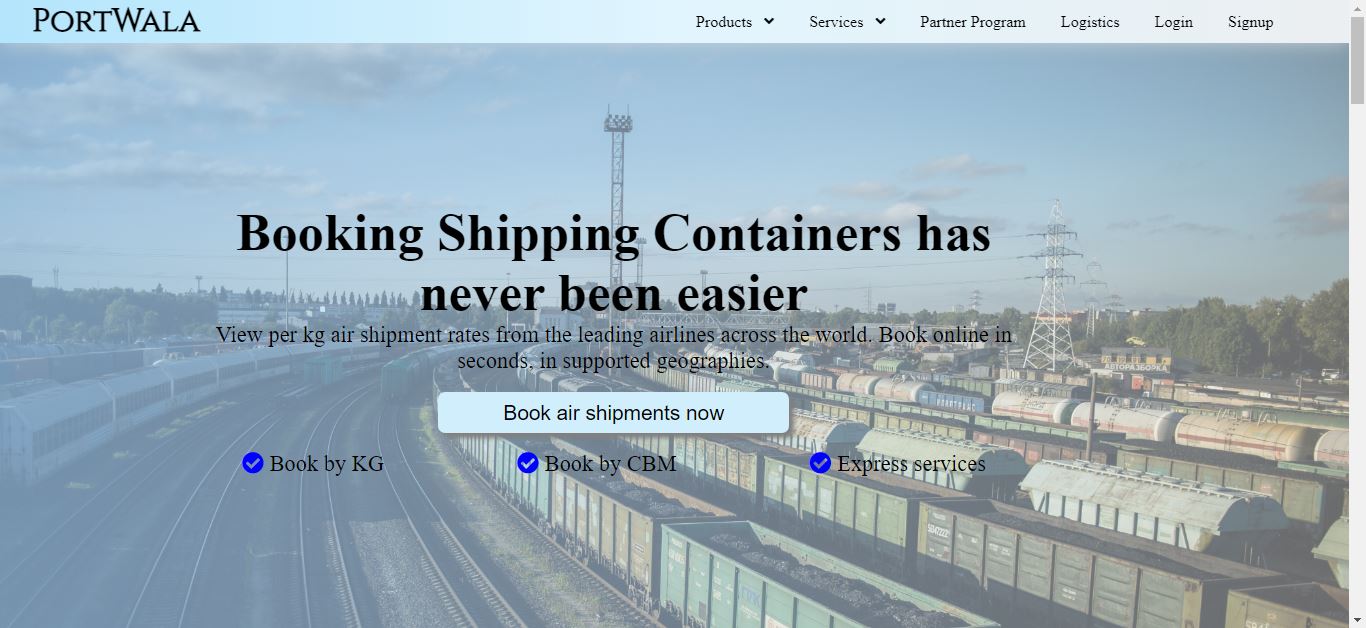 PORTWALA
Products
Services
Partner Program
Logistics
Login
Signup
Booking Shipping Containers has
never been easier
View per kg air shipment rates from the leading airlines across the world. Book online in
seconds, in supported geographies.
АВТОРАЗБОРКА
Book air shipments now
Book by KG
Book by CBM
Express services